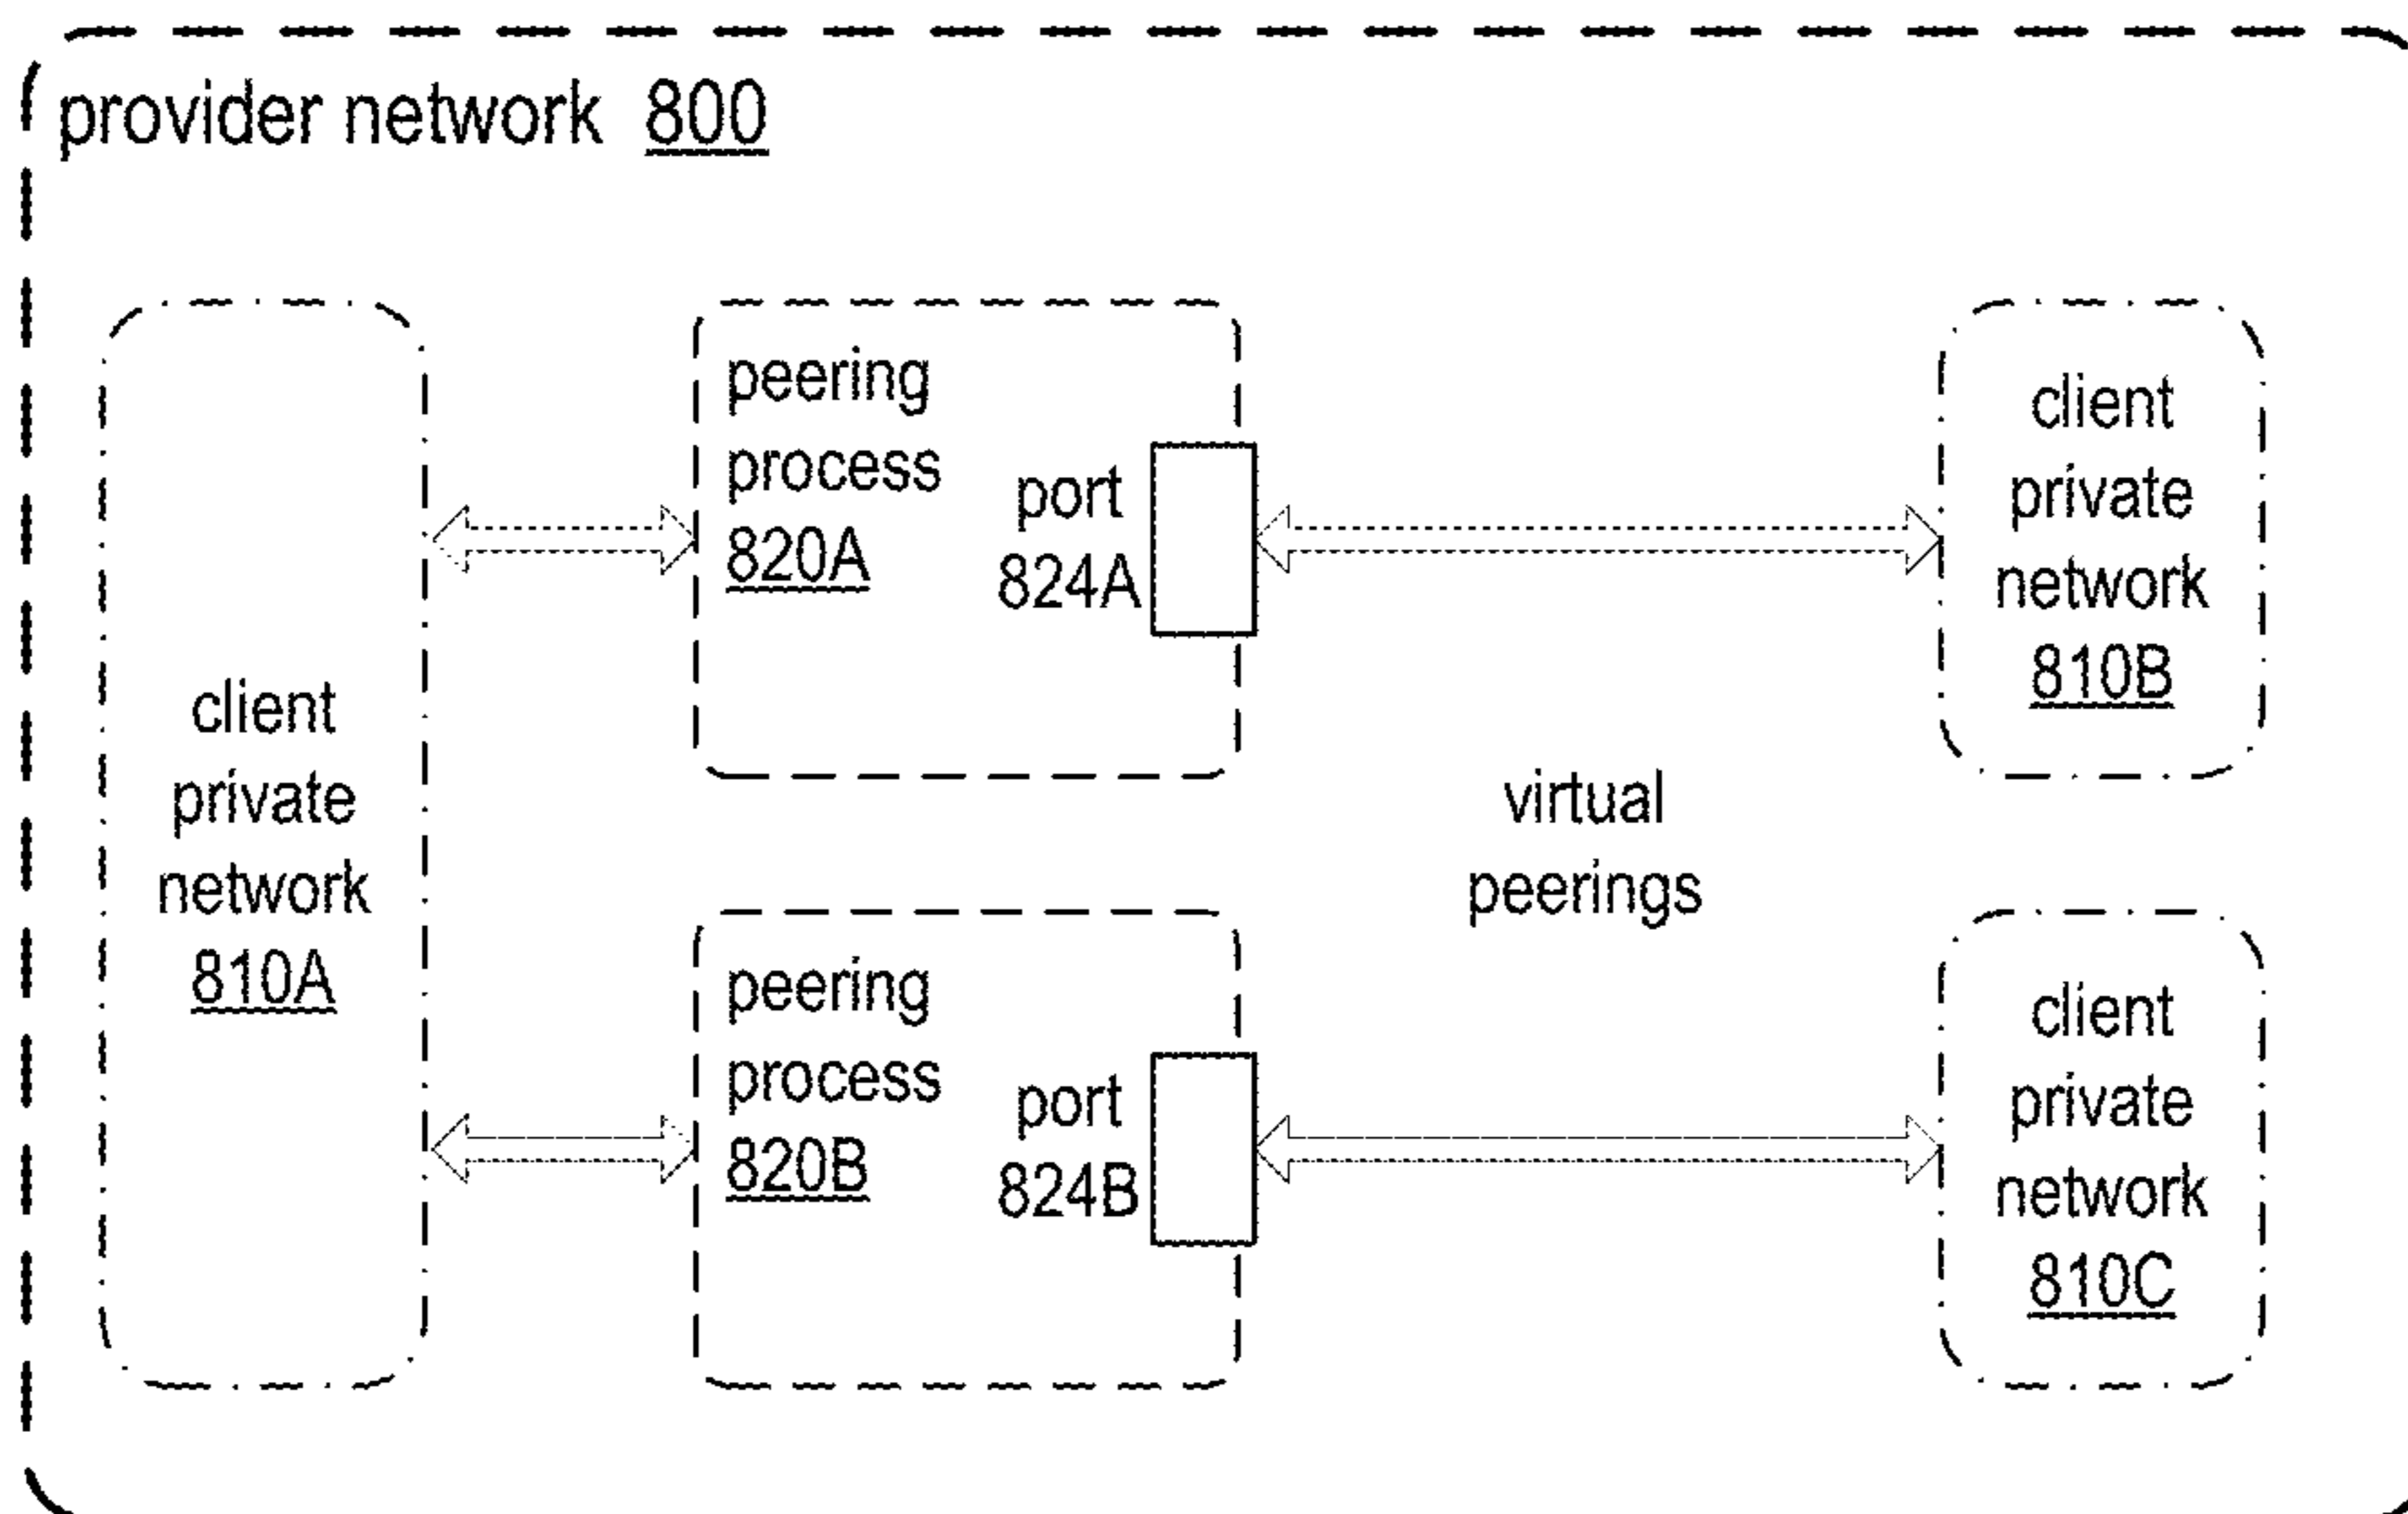 provider network 800
client
private
network
810A
peering
process
820A
port
824A
client
private
network
810B
virtual
peerings
peering
process
820B
port
824B
client
private
network
810C